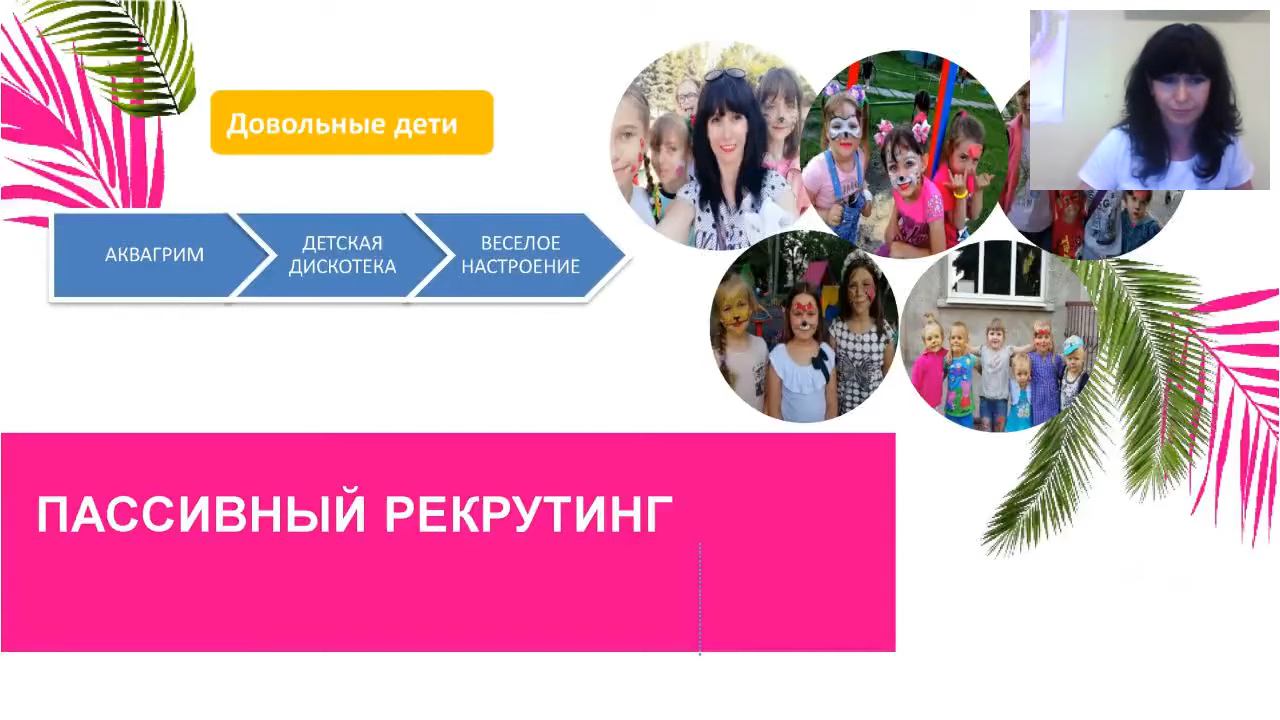 Довольные дети
АКВАГРИМ
ДЕТСКАЯ
ДИСКОТЕКА
ВЕСЕЛОЕ
НАСТРОЕНИЕ
ПАССИВНЫЙ РЕКРУТИНГ